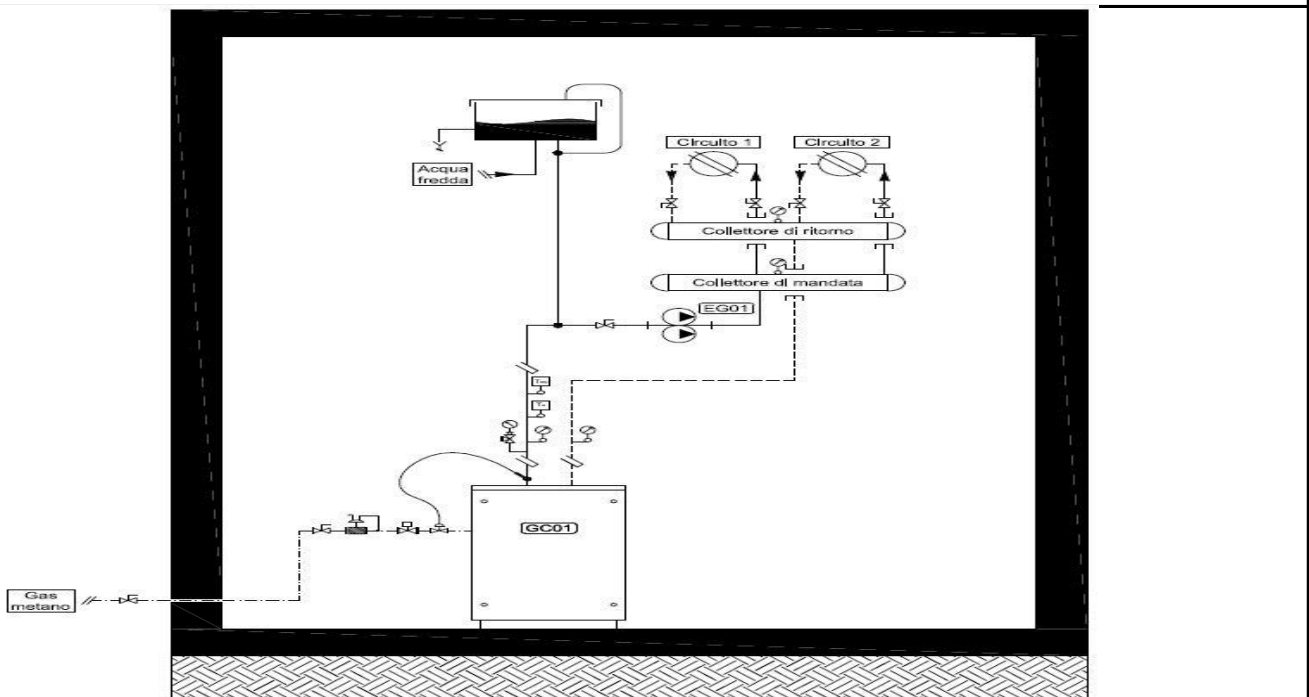 Circuito 1
Circuito 2
Acqua
fredda
Collettore di ritorno
Collettore di mandata
EG01
GC01
Gas
metano